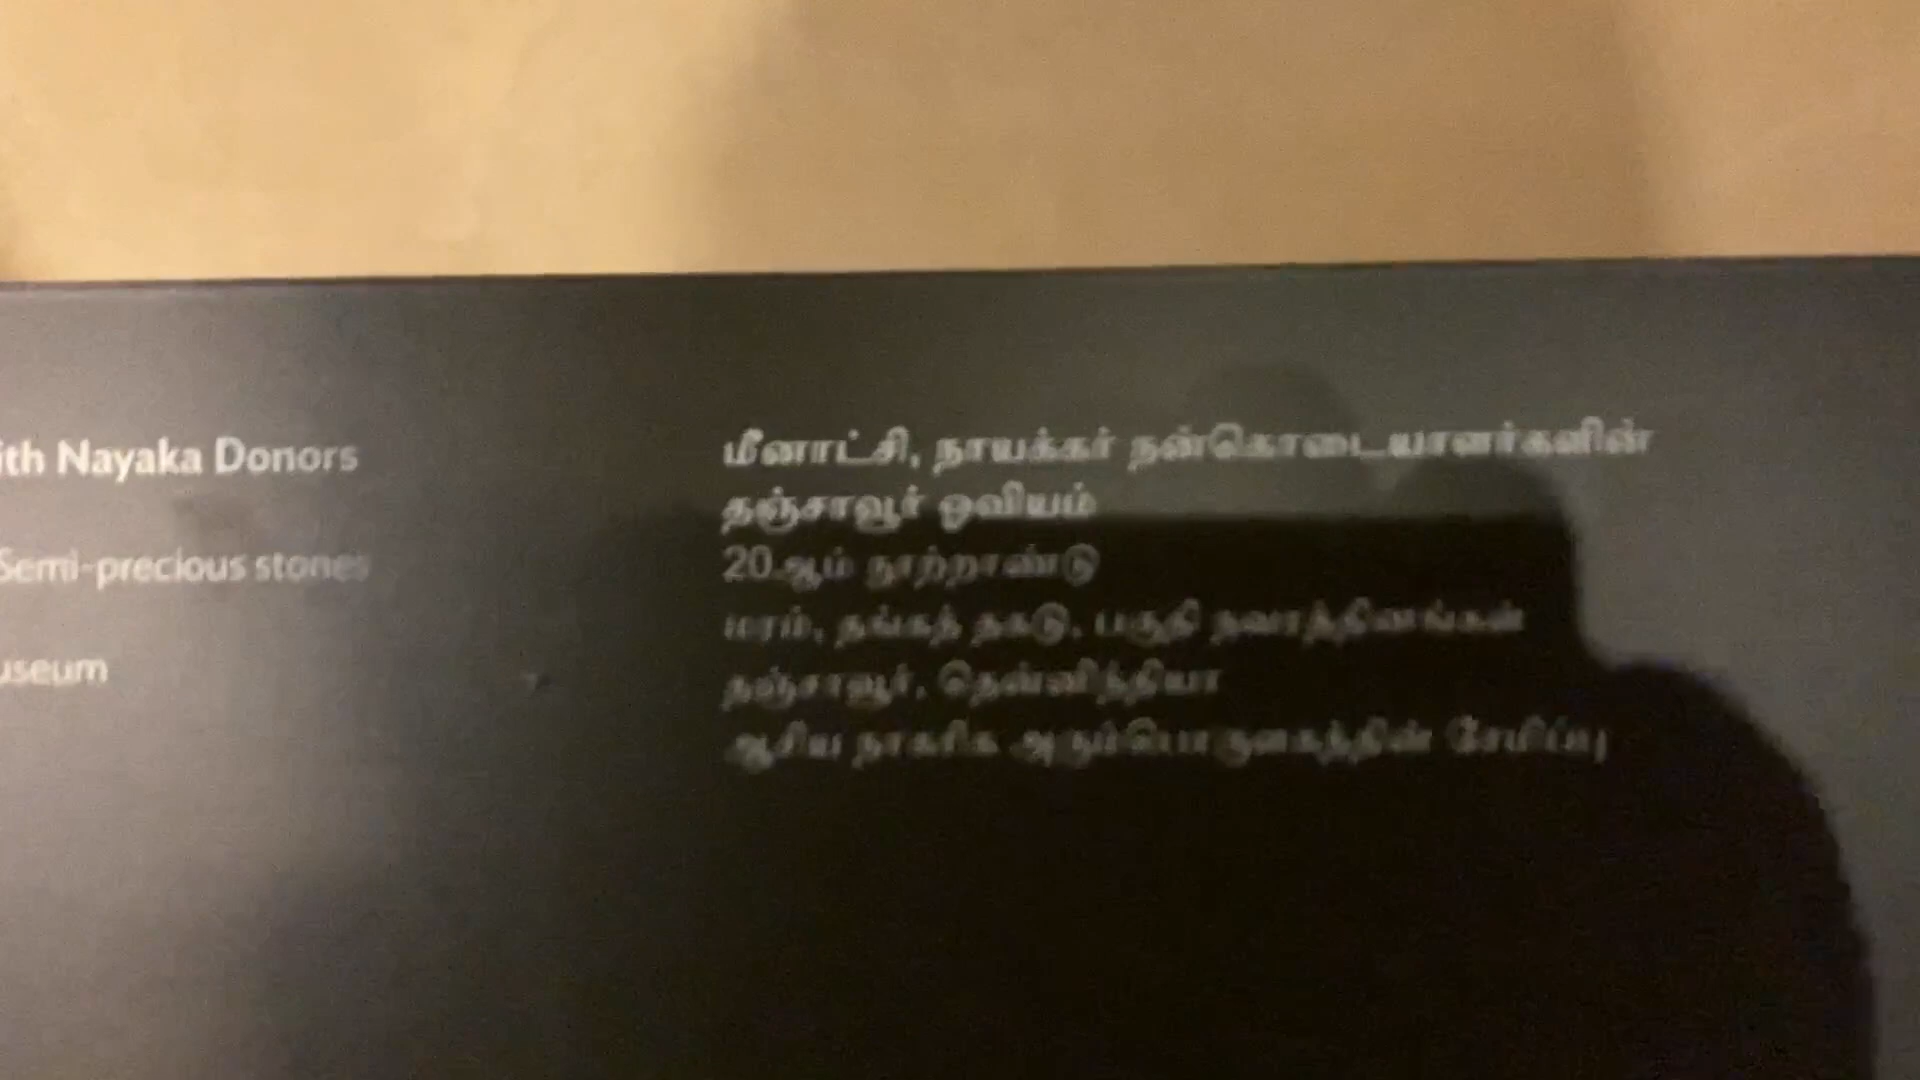 ith Nayaka Donors
Semi-precious stones
useum
மீனாட்சி, நாயக்கர் நன்கொடையாளர்களின்
தஞ்சாவூர் ஓவியம்
20ஆம் நூற்றாண்டு
மரம், தங்கத் தகடு, பகுதி நவரத்தினங்கள்
தஞ்சாவூர், தென்னிந்தியா
ஆசிய நாகரிக அரும்பொருளகத்தின் சேமிப்பு